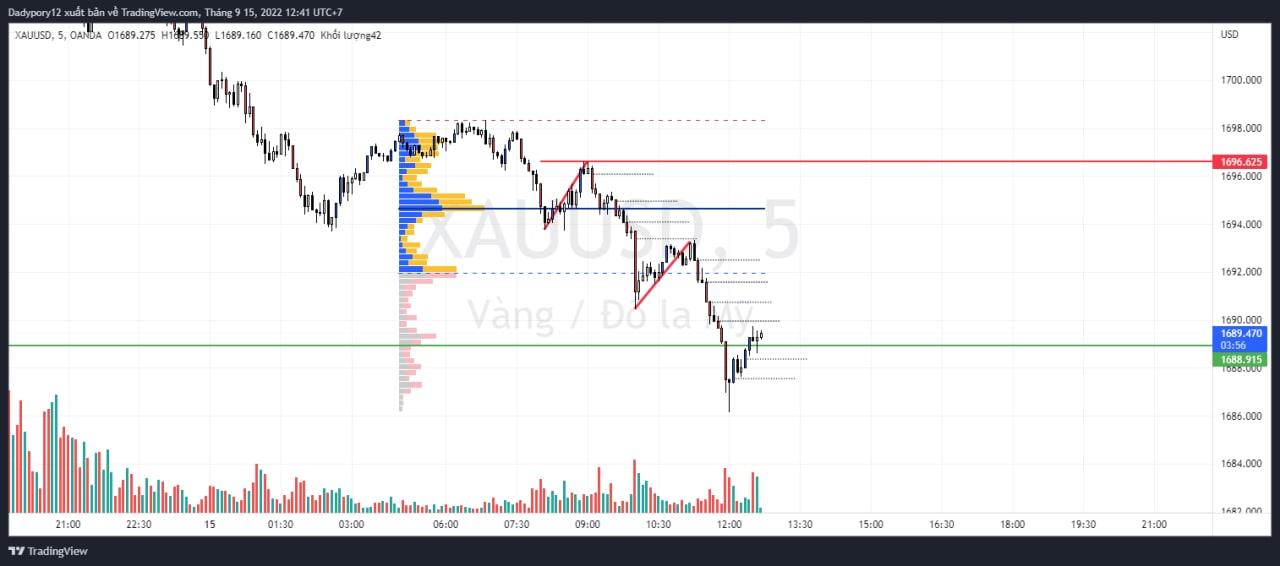 Dadypory12 xuất bản về TradingView.com, Tháng 9 15, 2022 12:41 UTC+7
XAUUSD, 5, OANDA O1689.275 H1689.550 L1689.160 C1689.470 Khối lượng42
USD
1700.000
1698.000
1696.625
1696.000
1694.000
XAUUSD, 5
1692.000
Vàng / Đô la Mỹ
1690.000
1689.470
03:56
1688.915
1688.000
1686.000
1684.000
1682.000
21:00 22:30 15 01:30 03:00 06:00 07:30 09:00 10:30 12:00 13:30 15:00 16:30 18:00 19:30 21:00
TradingView